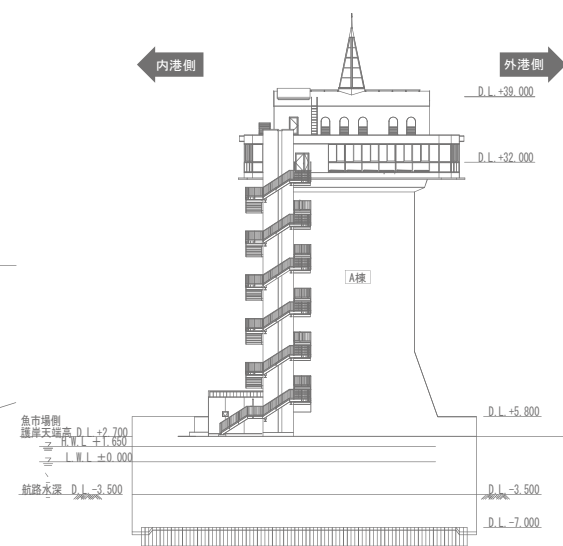 内港側
外港側
D.L.+39.000
D.L.+32.000
A棟
D.L.+5.800
魚市場側
護岸天端高 D.L.+2.700
H.W.L +1.650
L.W.L ±0.000
航路水深 D.L.-3.500
D.L.-3.500
D.L.-7.000